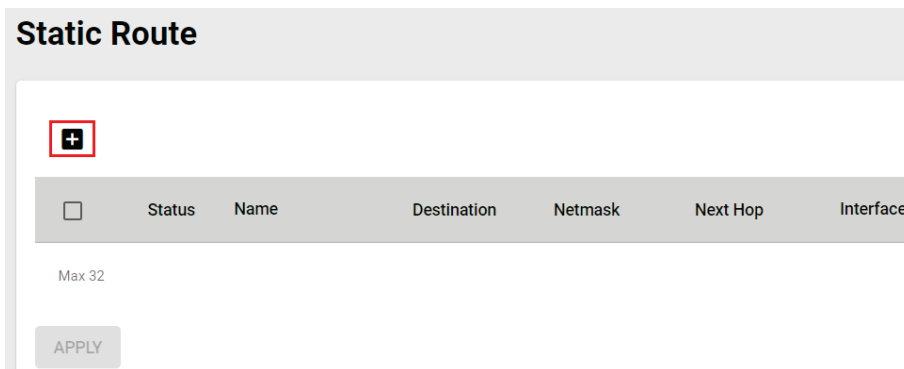 Static Route
Status Name Destination Netmask Next Hop Interface
Max 32
APPLY